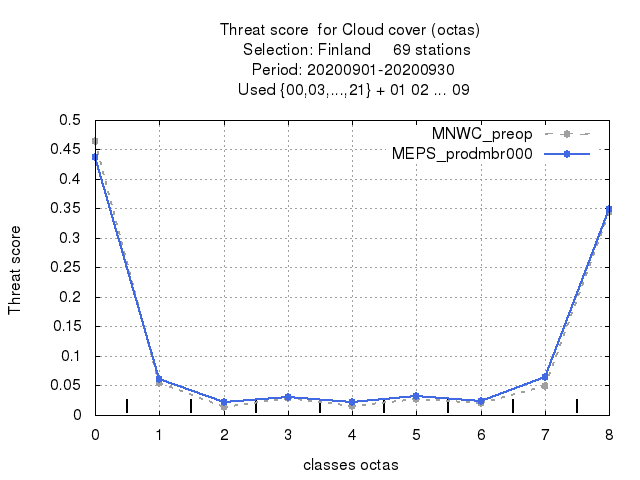 Threat score  for Cloud cover (octas)
Selection: Finland     69 stations
Period: 20200901-20200930
Used {00,03,...,21} + 01 02 ... 09
MNWC_preop
MEPS_prodmbr000
Threat score
0.5
0.45
0.4
0.35
0.3
0.25
0.2
0.15
0.1
0.05
0
0 1 2 3 4 5 6 7 8
classes octas